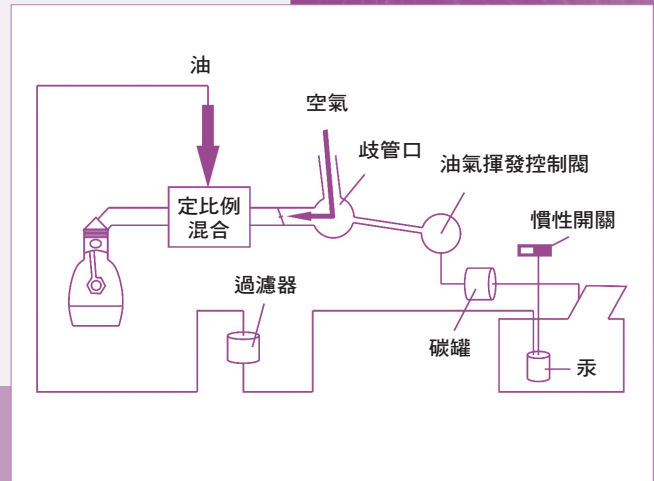 油
空氣
歧管口
油氣揮發控制閥
定比例
混合
慣性開關
過濾器
碳罐
汞